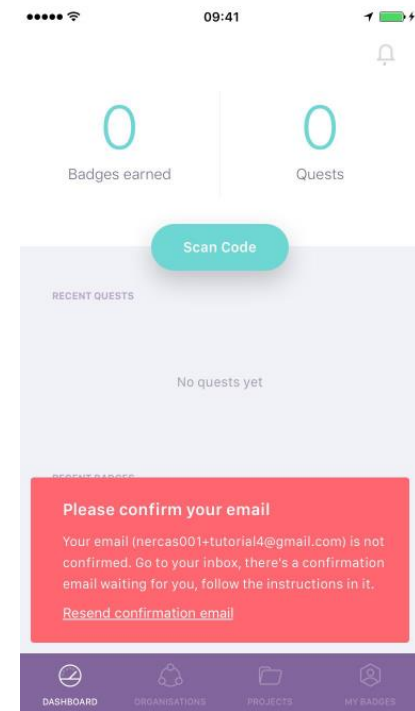 09:41
0
0
Badges earned
Quests
Scan Code
RECENT QUESTS
No quests yet
RECENT BADGES
Please confirm your email
Your email (nercas001+tutorial4@gmail.com) is not
confirmed. Go to your inbox, there's a confirmation
email waiting for you, follow the instructions in it.
Resend confirmation email
DASHBOARD
ORGANISATIONS
PROJECTS
MY BADGES